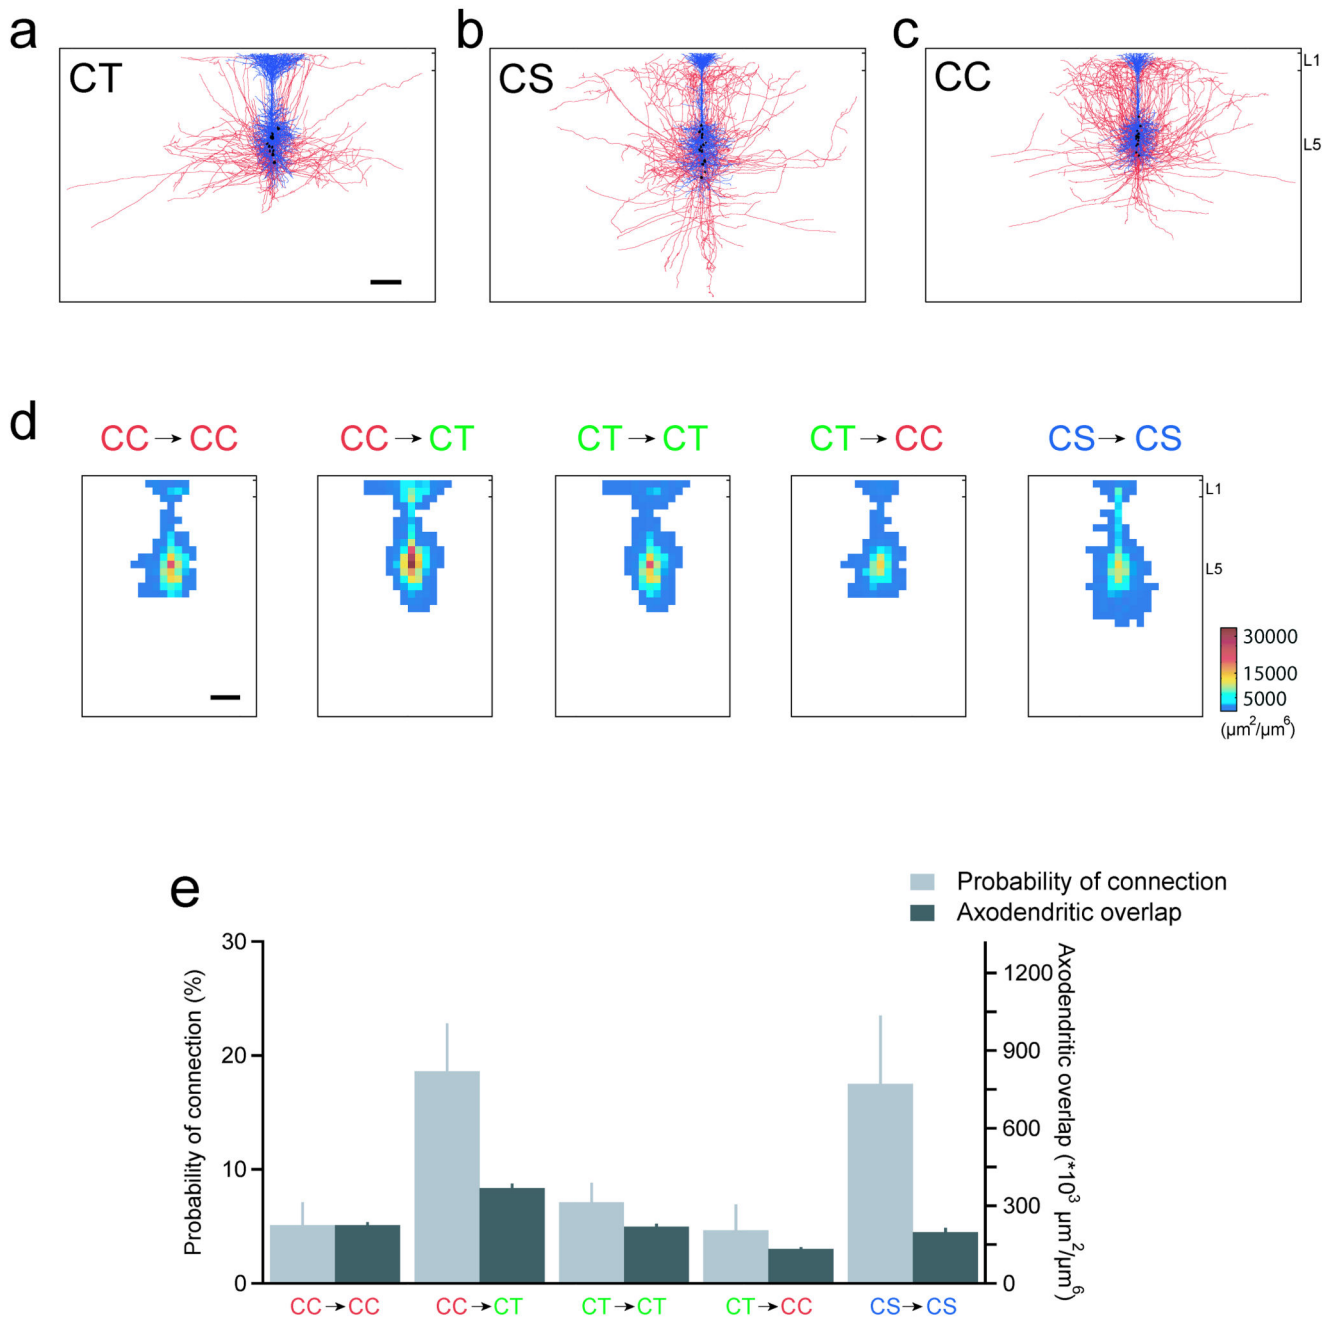 a
b
c
CT
CS
CC
L1
L5
d
CC→CC
CC→CT
CT→CT
CT→CC
CS→CS
L1
L5
30000
15000
5000
(µm²/µm⁶)
e
Probability of connection
Axodendritic overlap
Probability of connection (%)
30
20
10
0
Axodendritic overlap (*10³ µm²/µm⁶)
1200
900
600
300
0
CC→CC
CC→CT
CT→CT
CT→CC
CS→CS